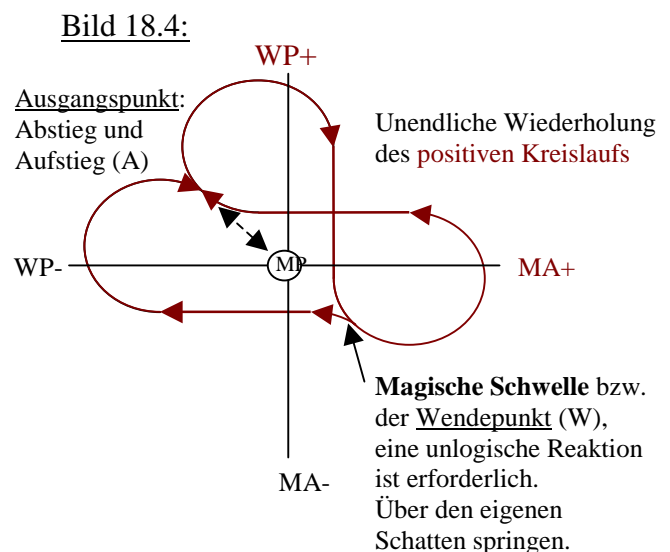 Bild 18.4:
WP+
Ausgangspunkt:
Abstieg und
Aufstieg (A)
Unendliche Wiederholung
des positiven Kreislaufs
WP-
MP
MA+
Magische Schwelle bzw.
der Wendepunkt (W),
eine unlogische Reaktion
ist erforderlich.
Über den eigenen
Schatten springen.
MA-